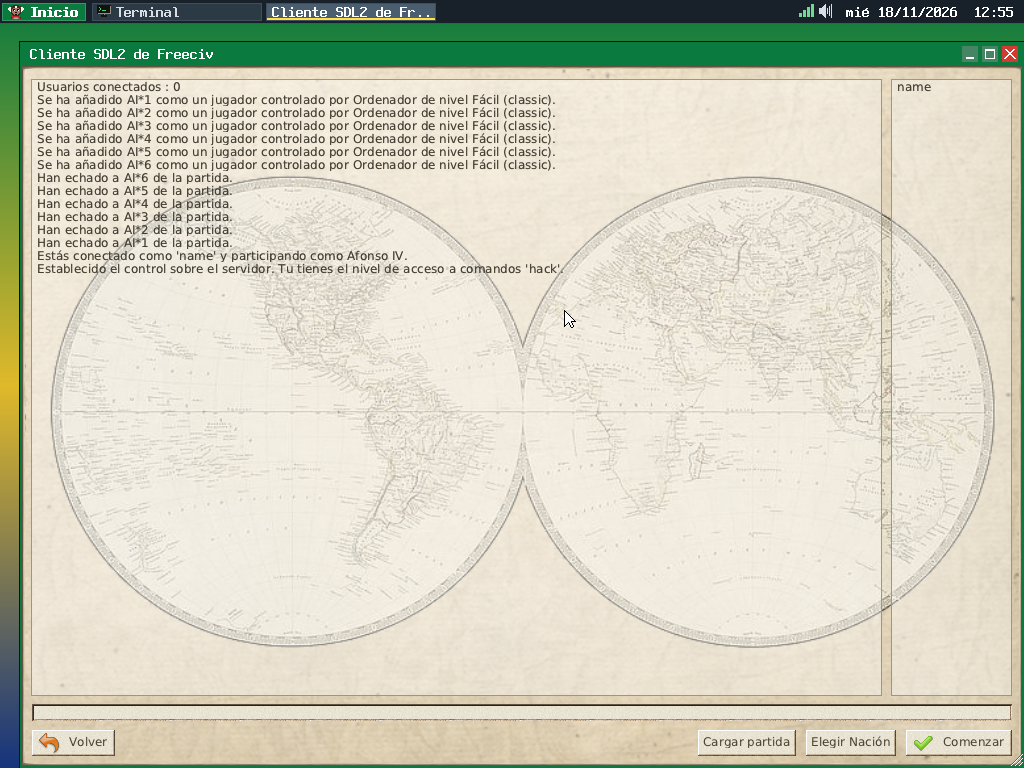 Inicio
Terminal
Cliente SDL2 de Fr..
mié 18/11/2026 12:55
Cliente SDL2 de Freeciv
Usuarios conectados : 0
Se ha añadido AI*1 como un jugador controlado por Ordenador de nivel Fácil (classic).
Se ha añadido AI*2 como un jugador controlado por Ordenador de nivel Fácil (classic).
Se ha añadido AI*3 como un jugador controlado por Ordenador de nivel Fácil (classic).
Se ha añadido AI*4 como un jugador controlado por Ordenador de nivel Fácil (classic).
Se ha añadido AI*5 como un jugador controlado por Ordenador de nivel Fácil (classic).
Se ha añadido AI*6 como un jugador controlado por Ordenador de nivel Fácil (classic).
Han echado a AI*6 de la partida.
Han echado a AI*5 de la partida.
Han echado a AI*4 de la partida.
Han echado a AI*3 de la partida.
Han echado a AI*2 de la partida.
Han echado a AI*1 de la partida.
Estás conectado como 'name' y participando como Afonso IV.
Establecido el control sobre el servidor. Tu tienes el nivel de acceso a comandos 'hack'.
name
Volver
Cargar partida
Elegir Nación
Comenzar